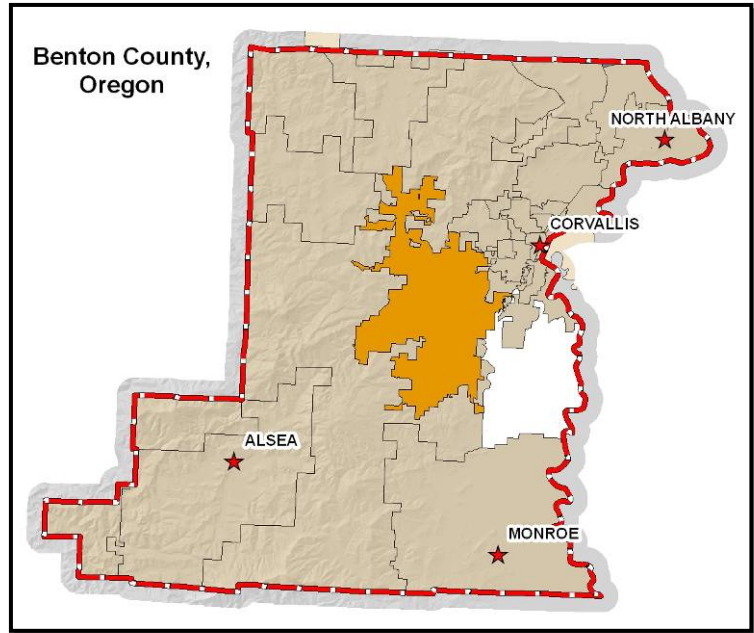 Benton County,
Oregon
NORTH ALBANY
CORVALLIS
ALSEA
MONROE